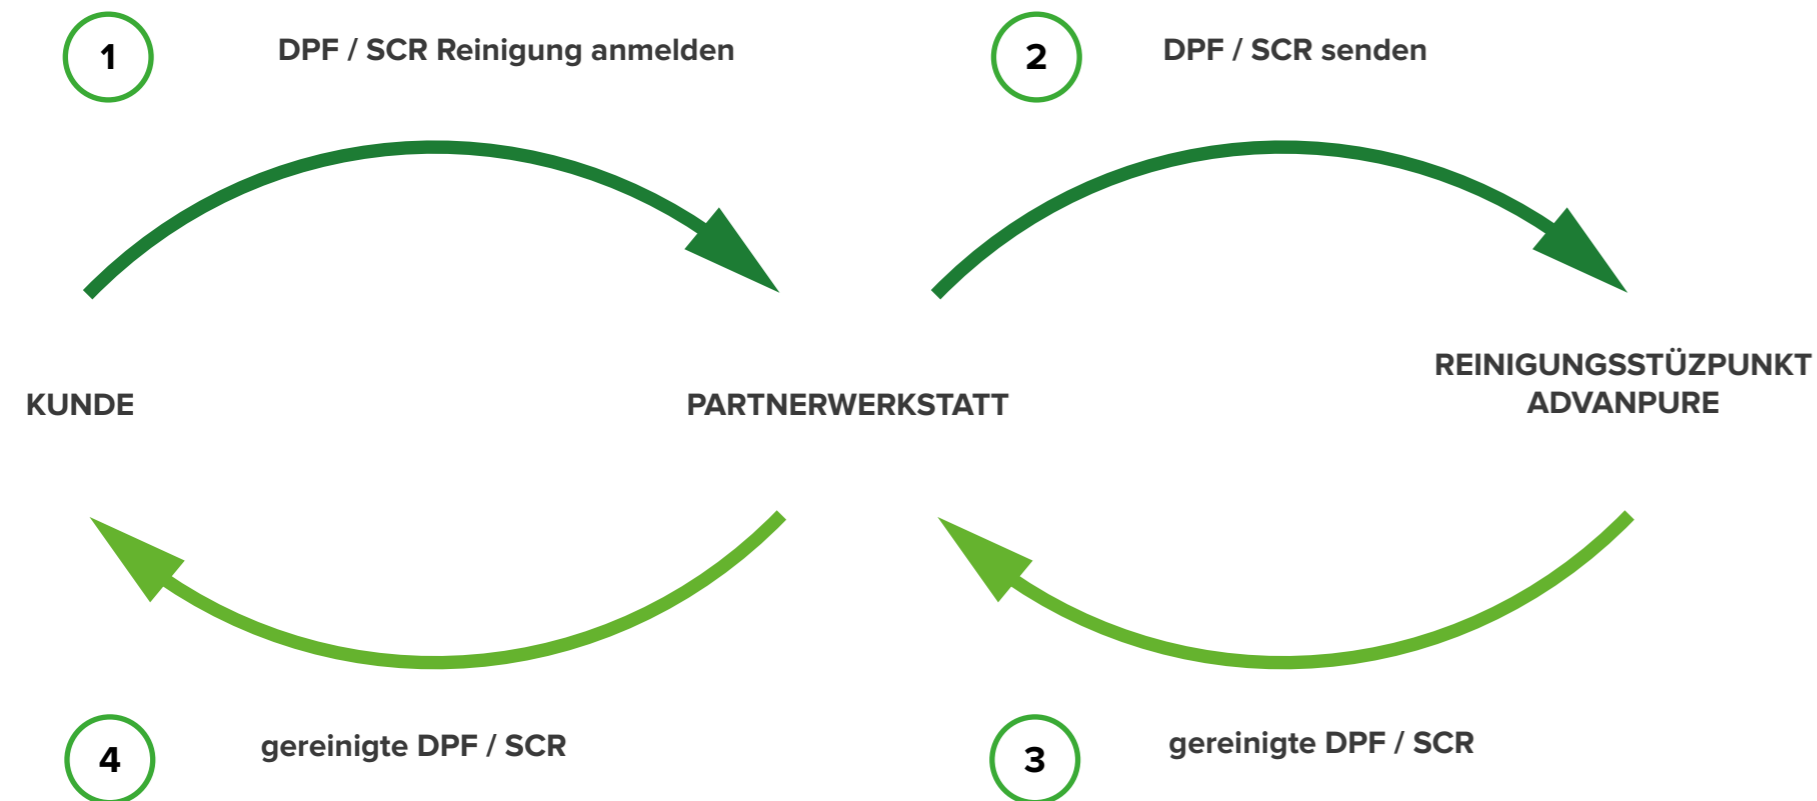 1
DPF / SCR Reinigung anmelden
2
DPF / SCR senden
KUNDE
PARTNERWERKSTATT
REINIGUNGSSTÜZPUNKT
ADVANPURE
4
gereinigte DPF / SCR
3
gereinigte DPF / SCR